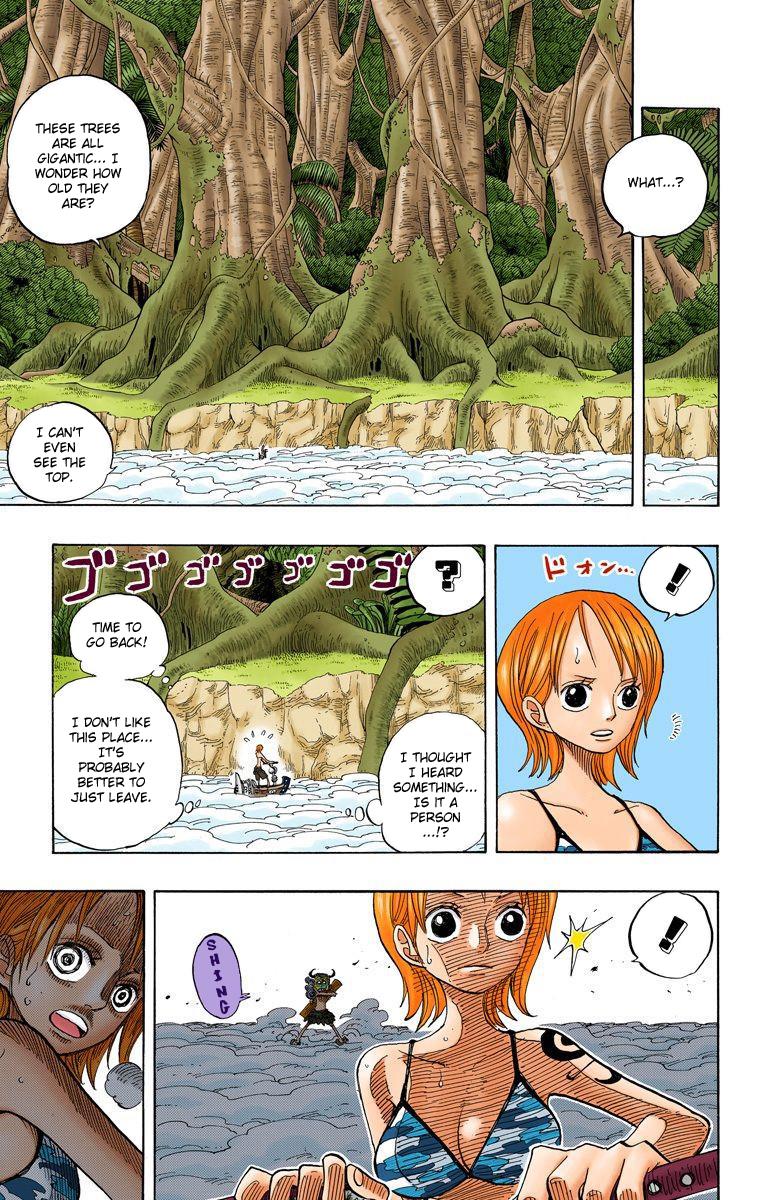 WHAT...?
THESE TREES
ARE ALL
GIGANTIC... I
WONDER HOW
OLD THEY
ARE?
I CAN'T
EVEN
SEE THE
TOP.
!
ドオン...
?
ゴゴゴゴゴゴゴ
I THOUGHT
I HEARD
SOMETHING...
IS IT A
PERSON
...!?
TIME TO
GO BACK!
I DON'T LIKE
THIS PLACE...
IT'S
PROBABLY
BETTER TO
JUST LEAVE.
!
SHING